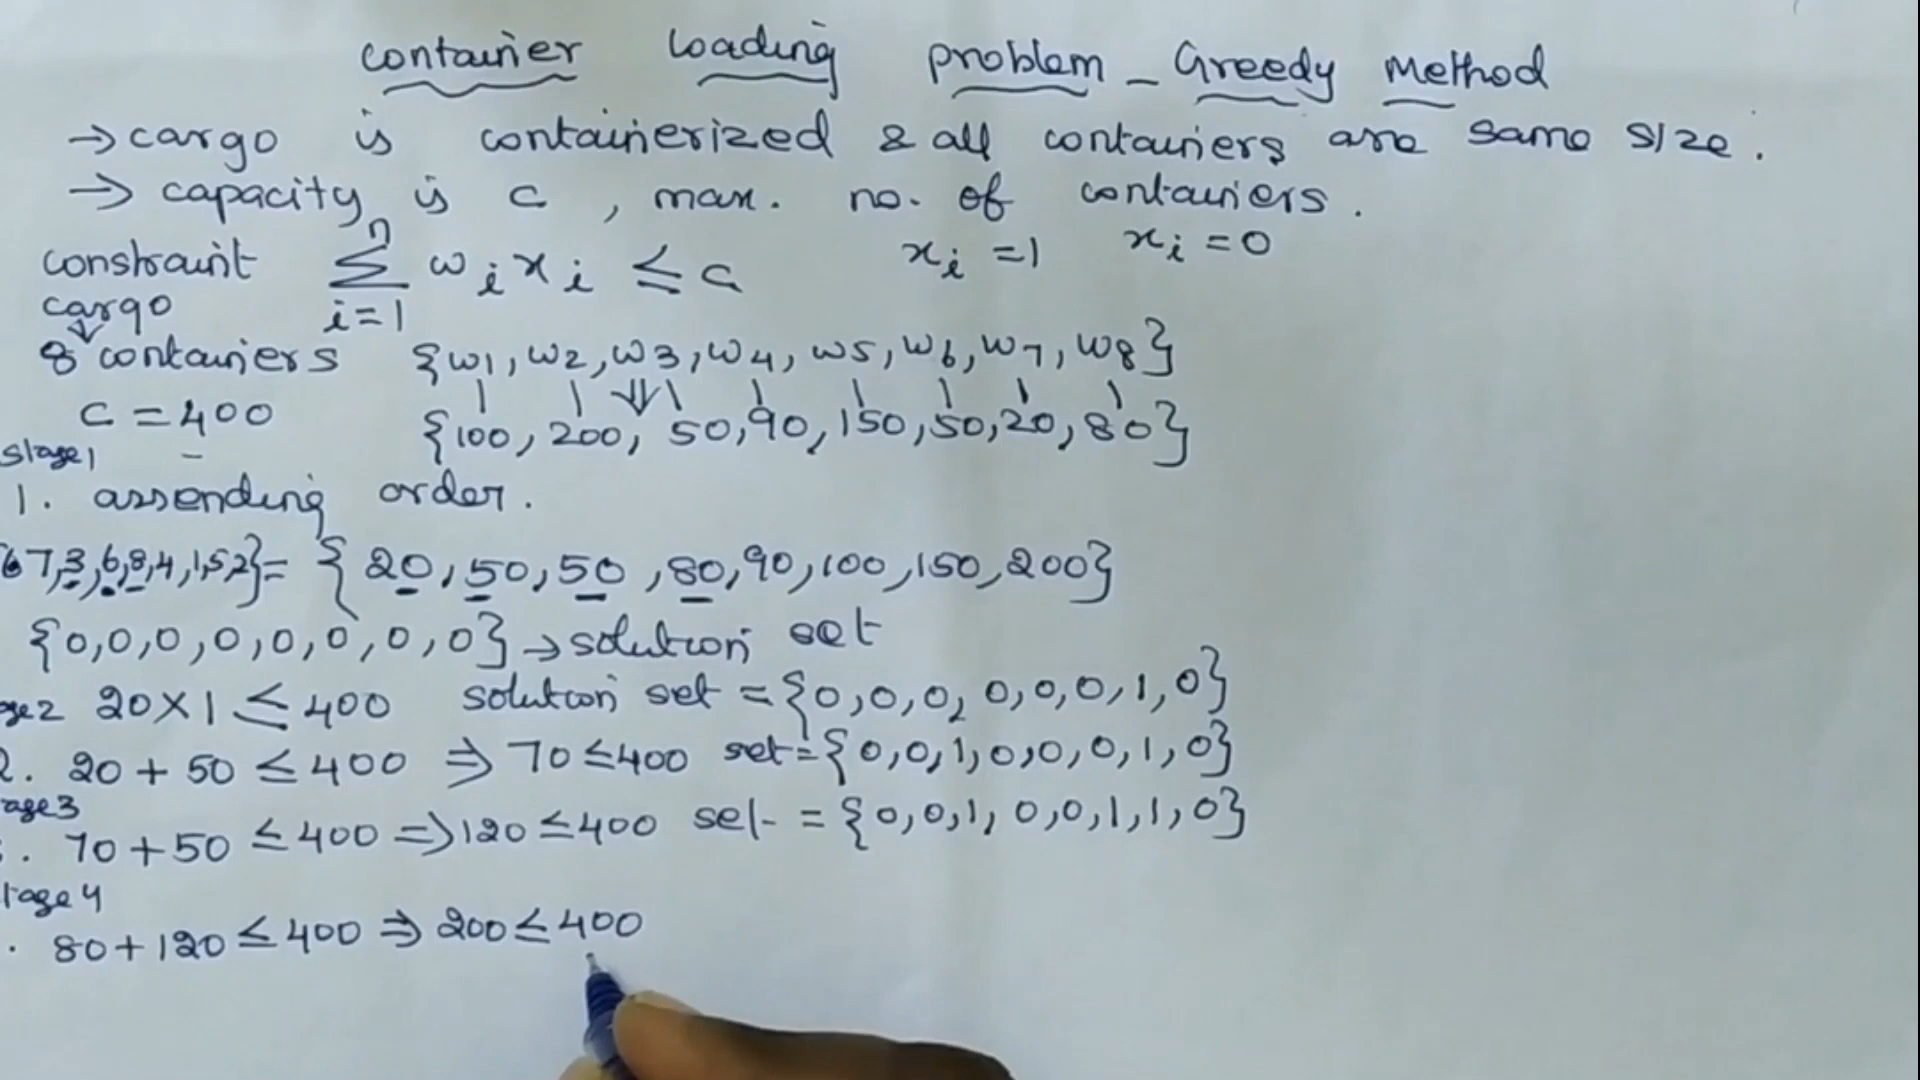 container loading problem - Greedy Method
→ cargo is containerized & all containers are same size.
→ capacity is c, max. no. of containers.
constraint n Σ i=1 wixi ≤ c xi=1 xi=0
cargo
8 containers {w1, w2, w3, w4, w5, w6, w7, w8}
c = 400 {100, 200, 50, 90, 150, 50, 20, 80}
stage1
1. assending order.
7,3,6,8,4,1,5,2} = {20, 50, 50, 80, 90, 100, 150, 200}
{0,0,0,0,0,0,0,0} → solution set
age2 20×1 ≤ 400 solution set = {0,0,0,0,0,0,1,0}
2. 20+50 ≤ 400 ⇒ 70 ≤ 400 set = {0,0,1,0,0,0,1,0}
age3
. 70+50 ≤ 400 ⇒ 120 ≤ 400 set = {0,0,1,0,0,1,1,0}
tage4
. 80+120 ≤ 400 ⇒ 200 ≤ 400